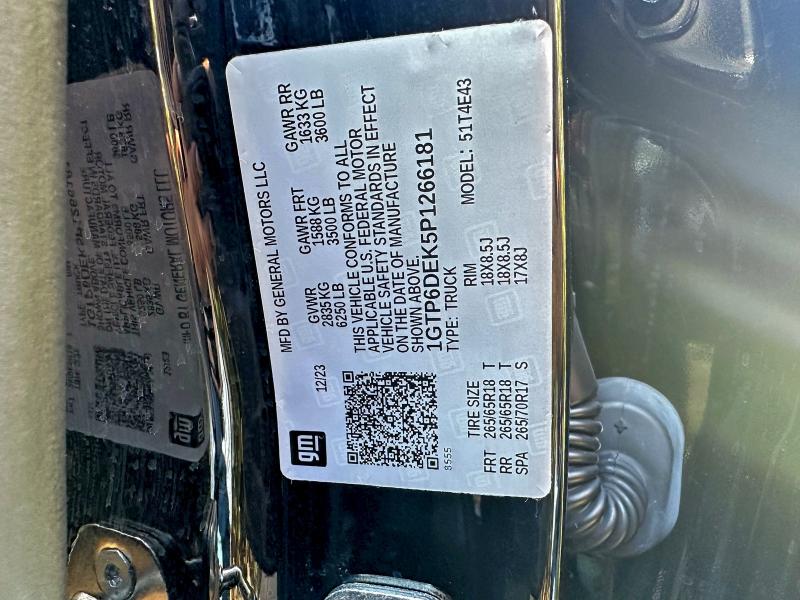 gm
MFD BY GENERAL MOTORS LLC
12/23
GVWR GAWR FRT GAWR RR
2835 KG 1588 KG 1633 KG
6250 LB 3500 LB 3600 LB
THIS VEHICLE CONFORMS TO ALL
APPLICABLE U.S. FEDERAL MOTOR
VEHICLE SAFETY STANDARDS IN EFFECT
ON THE DATE OF MANUFACTURE
SHOWN ABOVE.
1GTP6DEK5P1266181
8555
TYPE: TRUCK MODEL: 51T4E43
TIRE SIZE RIM
FRT 265/65R18 T 18X8.5J
RR 265/65R18 T 18X8.5J
SPA 265/70R17 S 17X8J